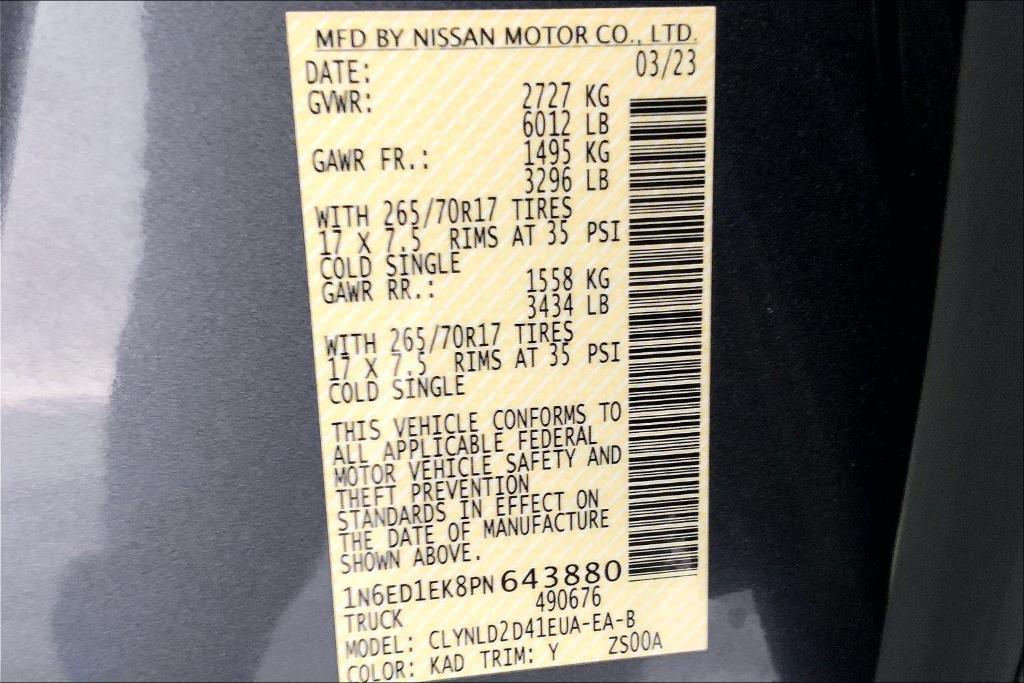 MFD BY NISSAN MOTOR CO., LTD.
DATE: 03/23
GVWR: 2727 KG
6012 LB
GAWR FR.: 1495 KG
3296 LB
WITH 265/70R17 TIRES
17 X 7.5 RIMS AT 35 PSI
COLD SINGLE
GAWR RR.: 1558 KG
3434 LB
WITH 265/70R17 TIRES
17 X 7.5 RIMS AT 35 PSI
COLD SINGLE
THIS VEHICLE CONFORMS TO
ALL APPLICABLE FEDERAL
MOTOR VEHICLE SAFETY AND
THEFT PREVENTION
STANDARDS IN EFFECT ON
THE DATE OF MANUFACTURE
SHOWN ABOVE.
1N6ED1EK8PN643880
TRUCK 490676
MODEL: CLYNLD2D41EUA-EA-B
COLOR: KAD TRIM: Y ZS00A